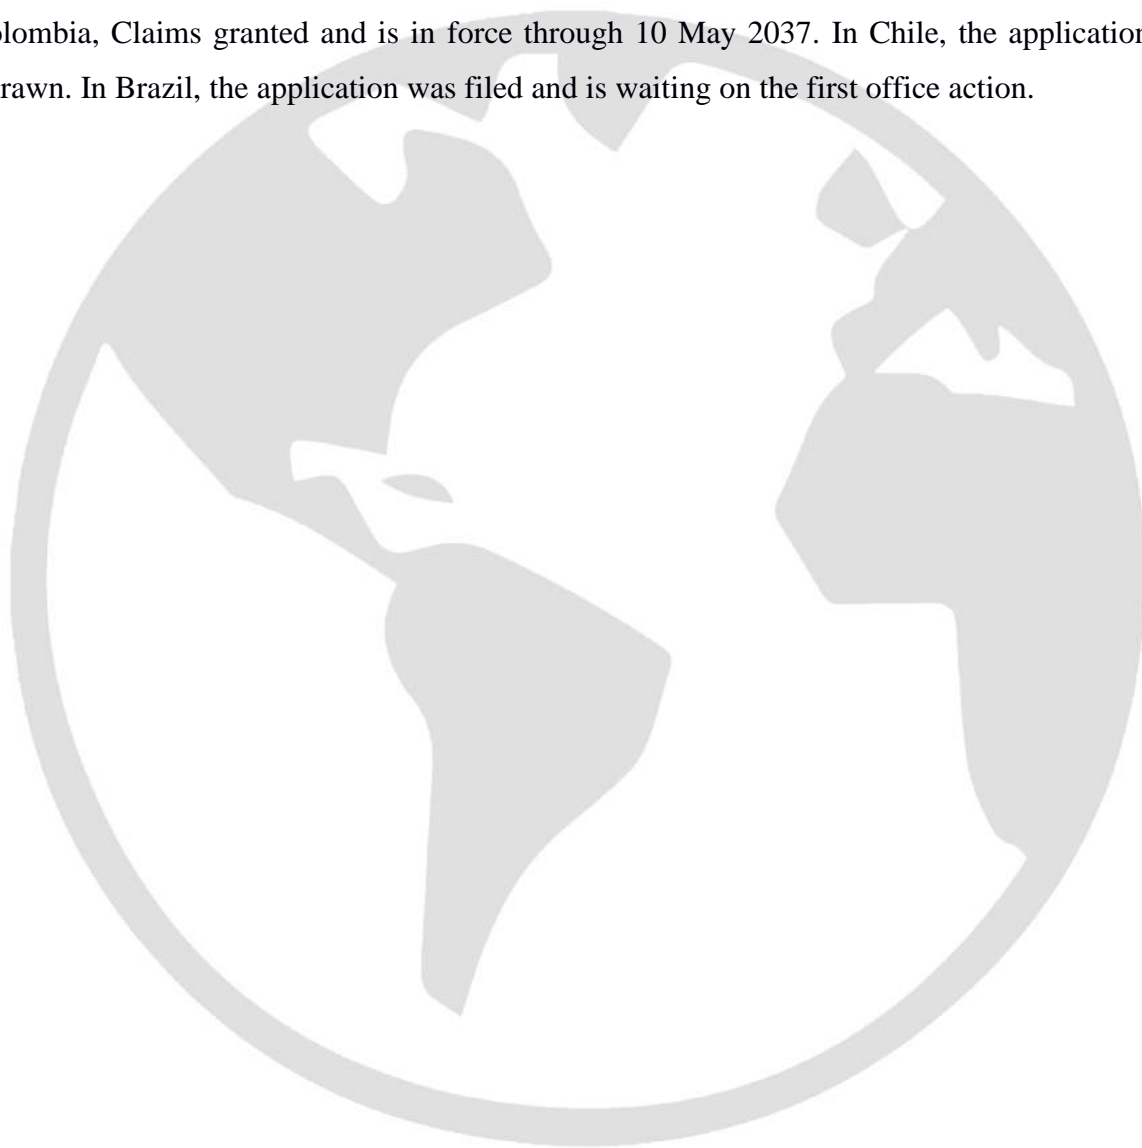 olombia, Claims granted and is in force through 10 May 2037. In Chile, the application
rawn. In Brazil, the application was filed and is waiting on the first office action.